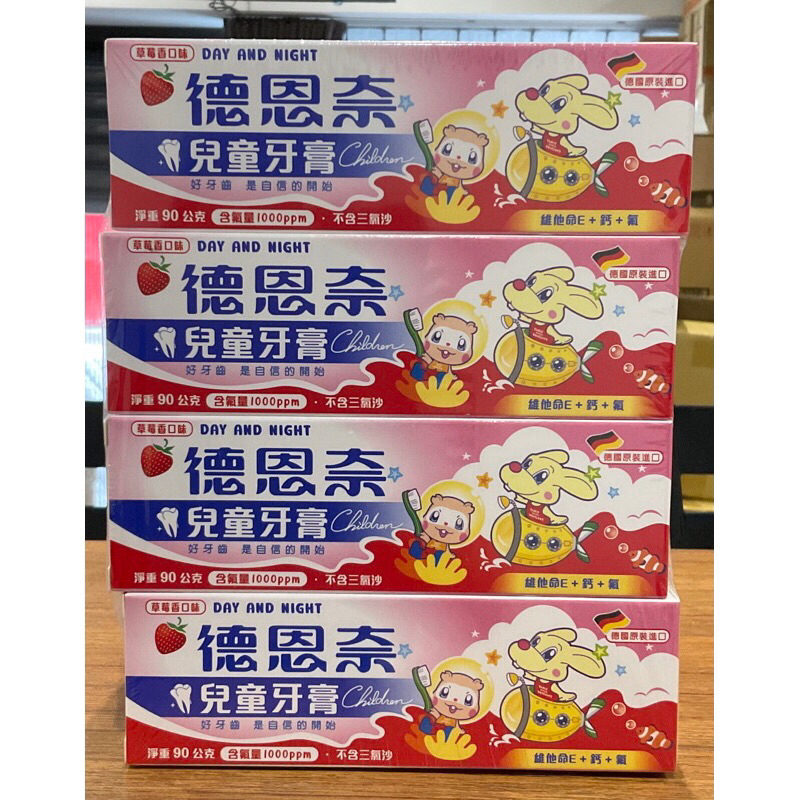 草莓香口味 DAY AND NIGHT
德恩奈
德國原裝進口
兒童牙膏 Children
好牙齒 是自信的開始
淨重 90 公克 含氟量1000ppm · 不含三氯沙
維他命E + 鈣 + 氟
草莓香口味 DAY AND NIGHT
德恩奈
德國原裝進口
兒童牙膏 Children
好牙齒 是自信的開始
淨重 90 公克 含氟量1000ppm · 不含三氯沙
維他命E + 鈣 + 氟
草莓香口味 DAY AND NIGHT
德恩奈
德國原裝進口
兒童牙膏 Children
好牙齒 是自信的開始
淨重 90 公克 含氟量1000ppm · 不含三氯沙
維他命E + 鈣 + 氟
草莓香口味 DAY AND NIGHT
德恩奈
德國原裝進口
兒童牙膏 Children
好牙齒 是自信的開始
淨重 90 公克 含氟量1000ppm · 不含三氯沙
維他命E + 鈣 + 氟